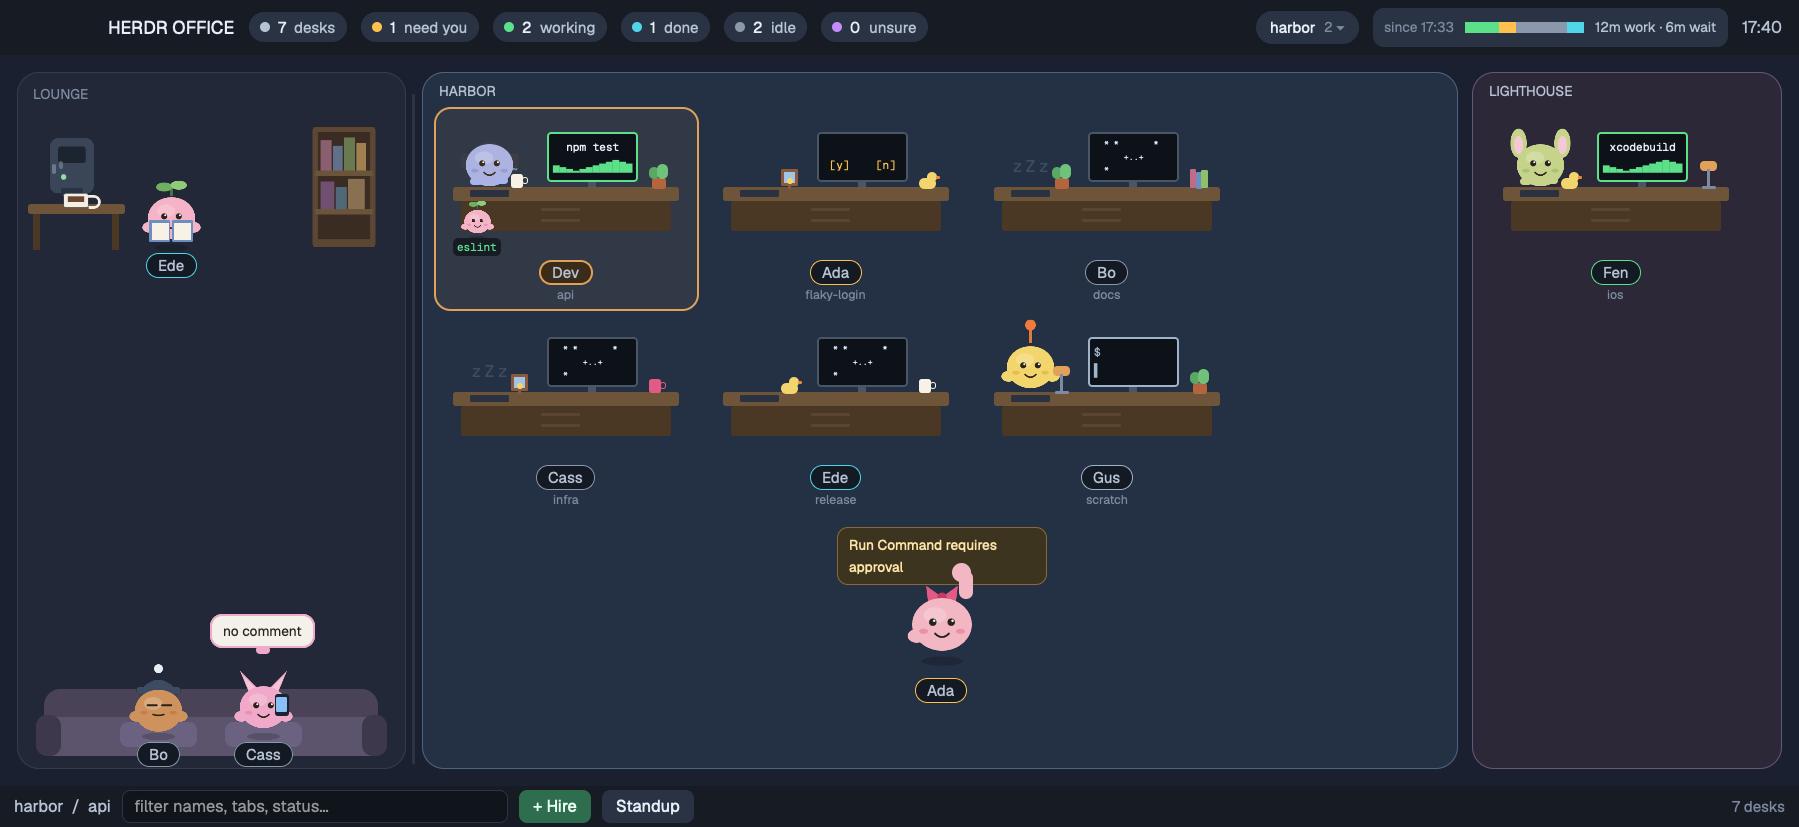 HERDR OFFICE
7 desks
1 need you
2 working
1 done
2 idle
0 unsure
harbor 2
since 17:33
12m work · 6m wait
17:40
LOUNGE
Ede
no comment
Bo
Cass
HARBOR
npm test
eslint
Dev
api
[y] [n]
Ada
flaky-login
zZz
* * *
+..+
*
Bo
docs
zZz
* * *
+..+
*
Cass
infra
* * *
+..+
*
Ede
release
$
Gus
scratch
Run Command requires
approval
Ada
LIGHTHOUSE
xcodebuild
Fen
ios
harbor / api
filter names, tabs, status...
+ Hire
Standup
7 desks